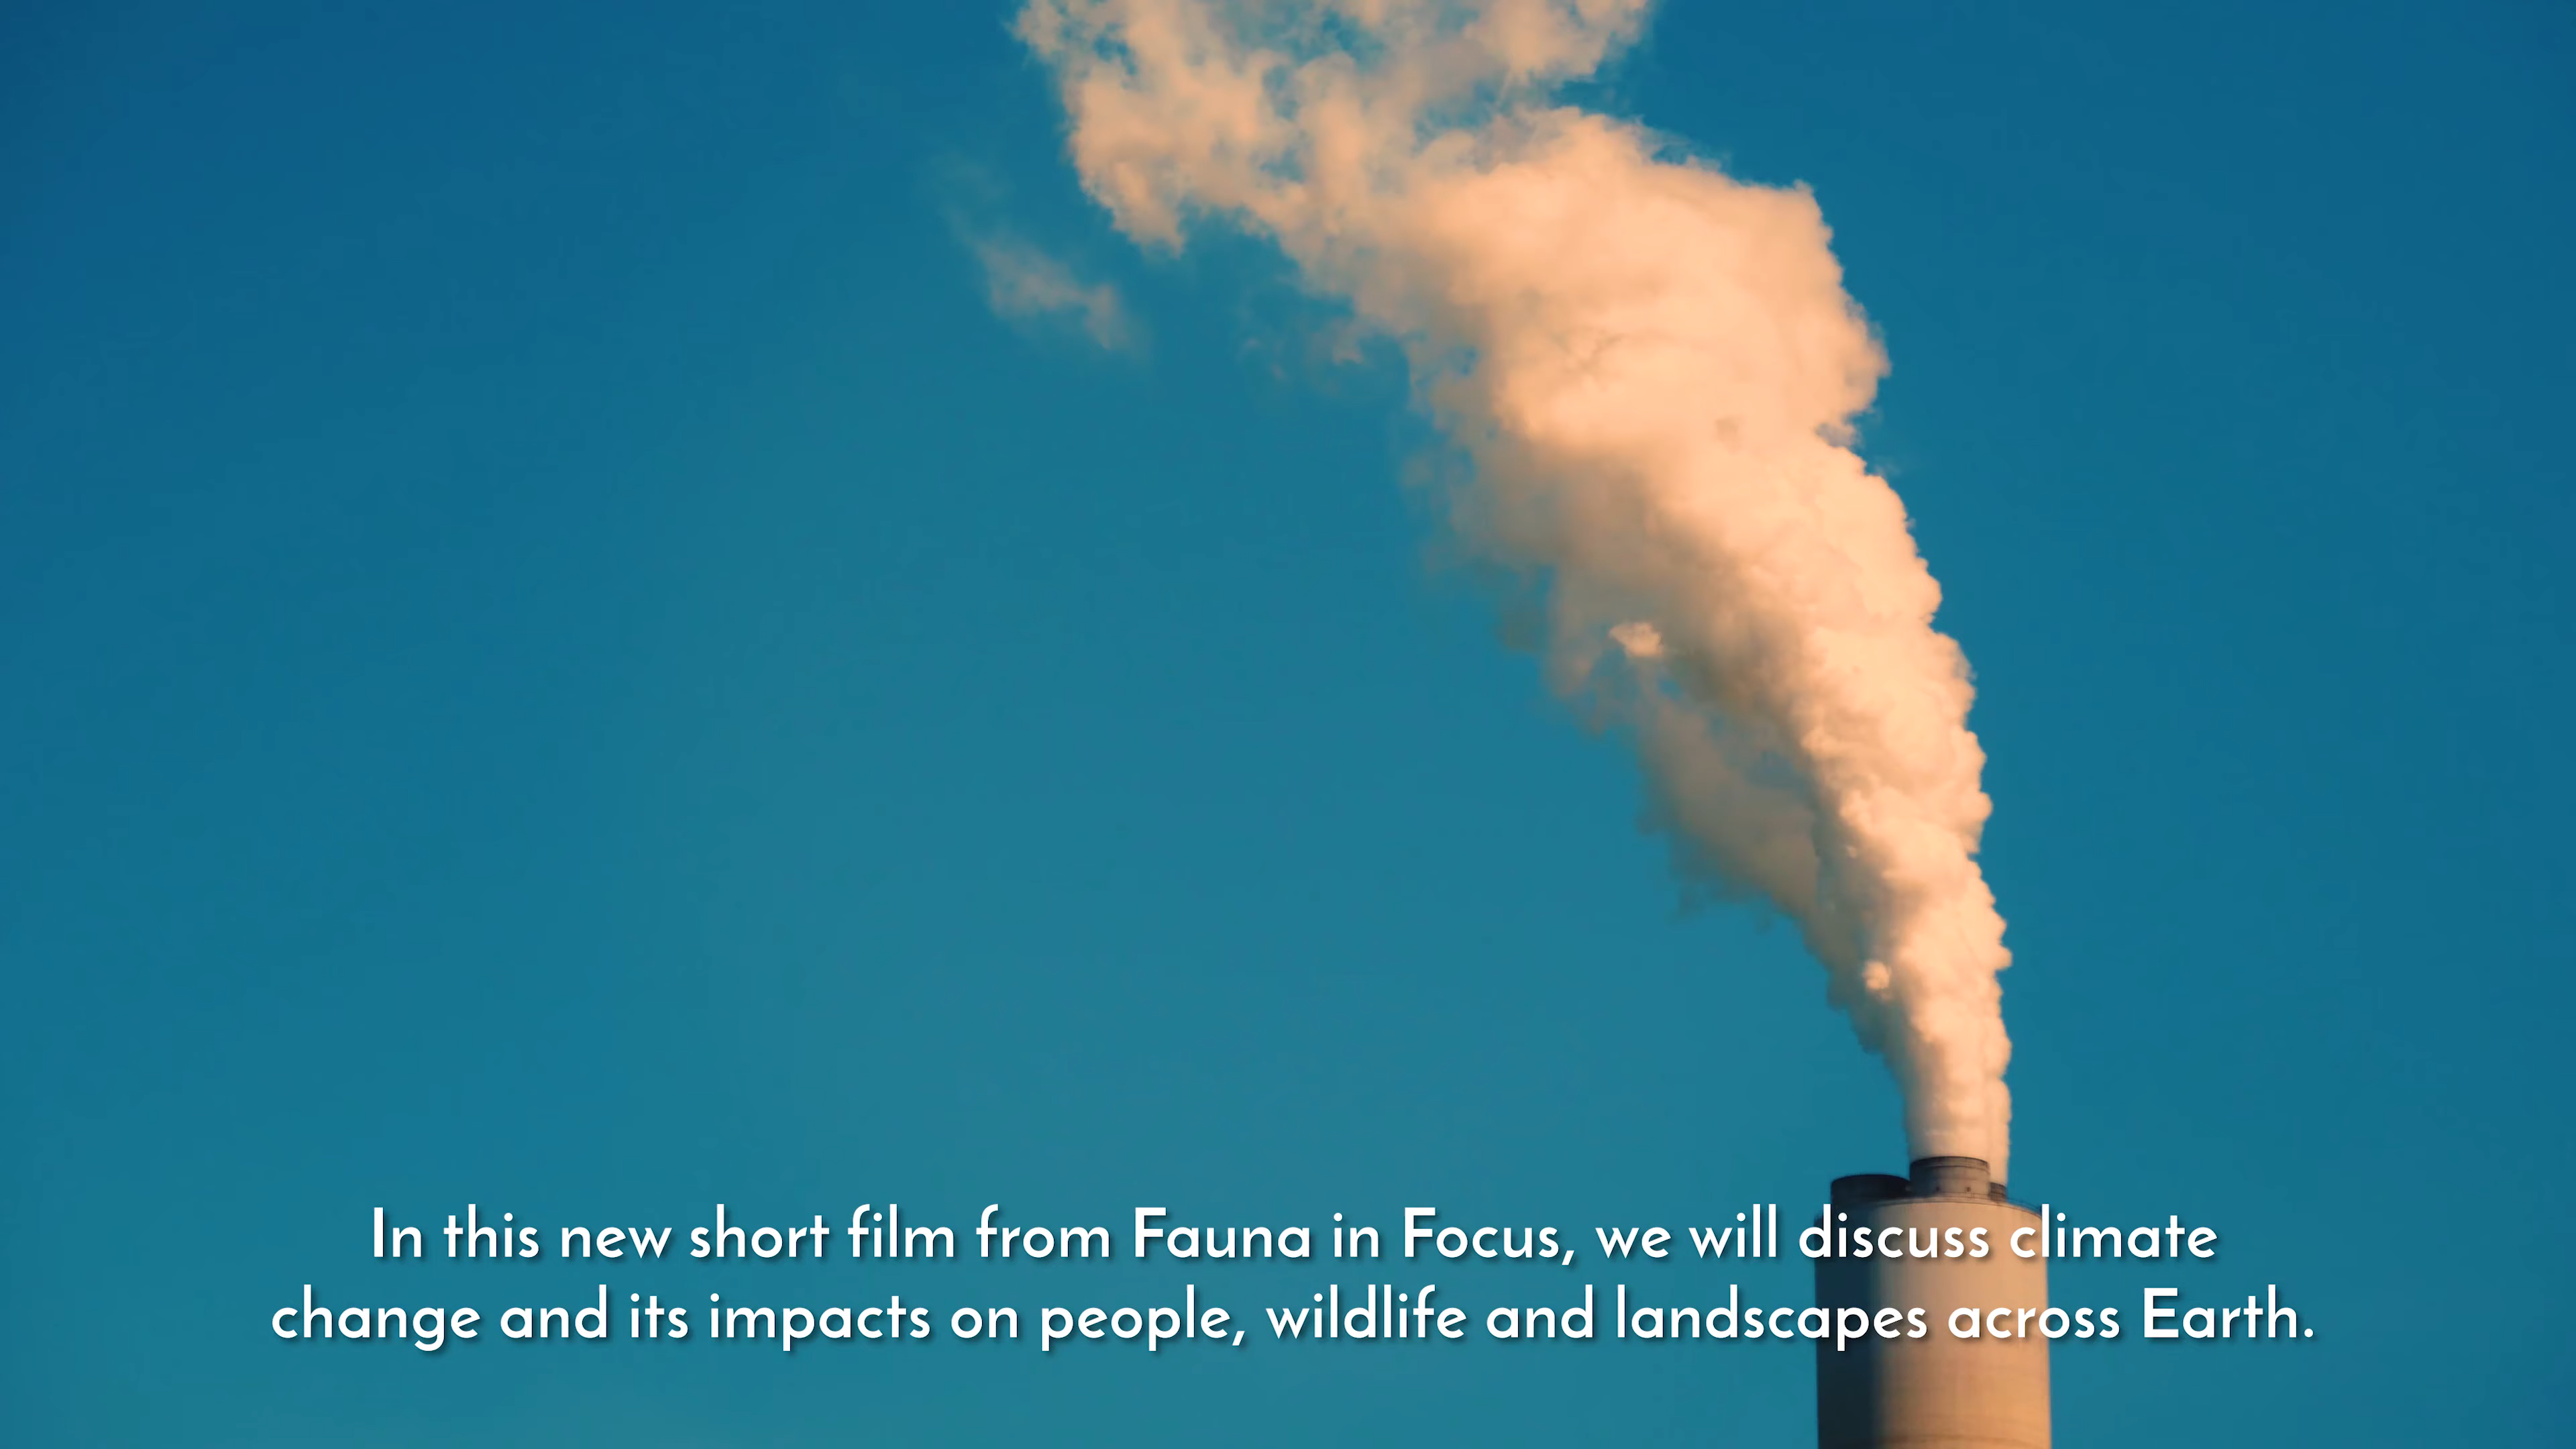 In this new short film from Fauna in Focus, we will discuss climate
change and its impacts on people, wildlife and landscapes across Earth.